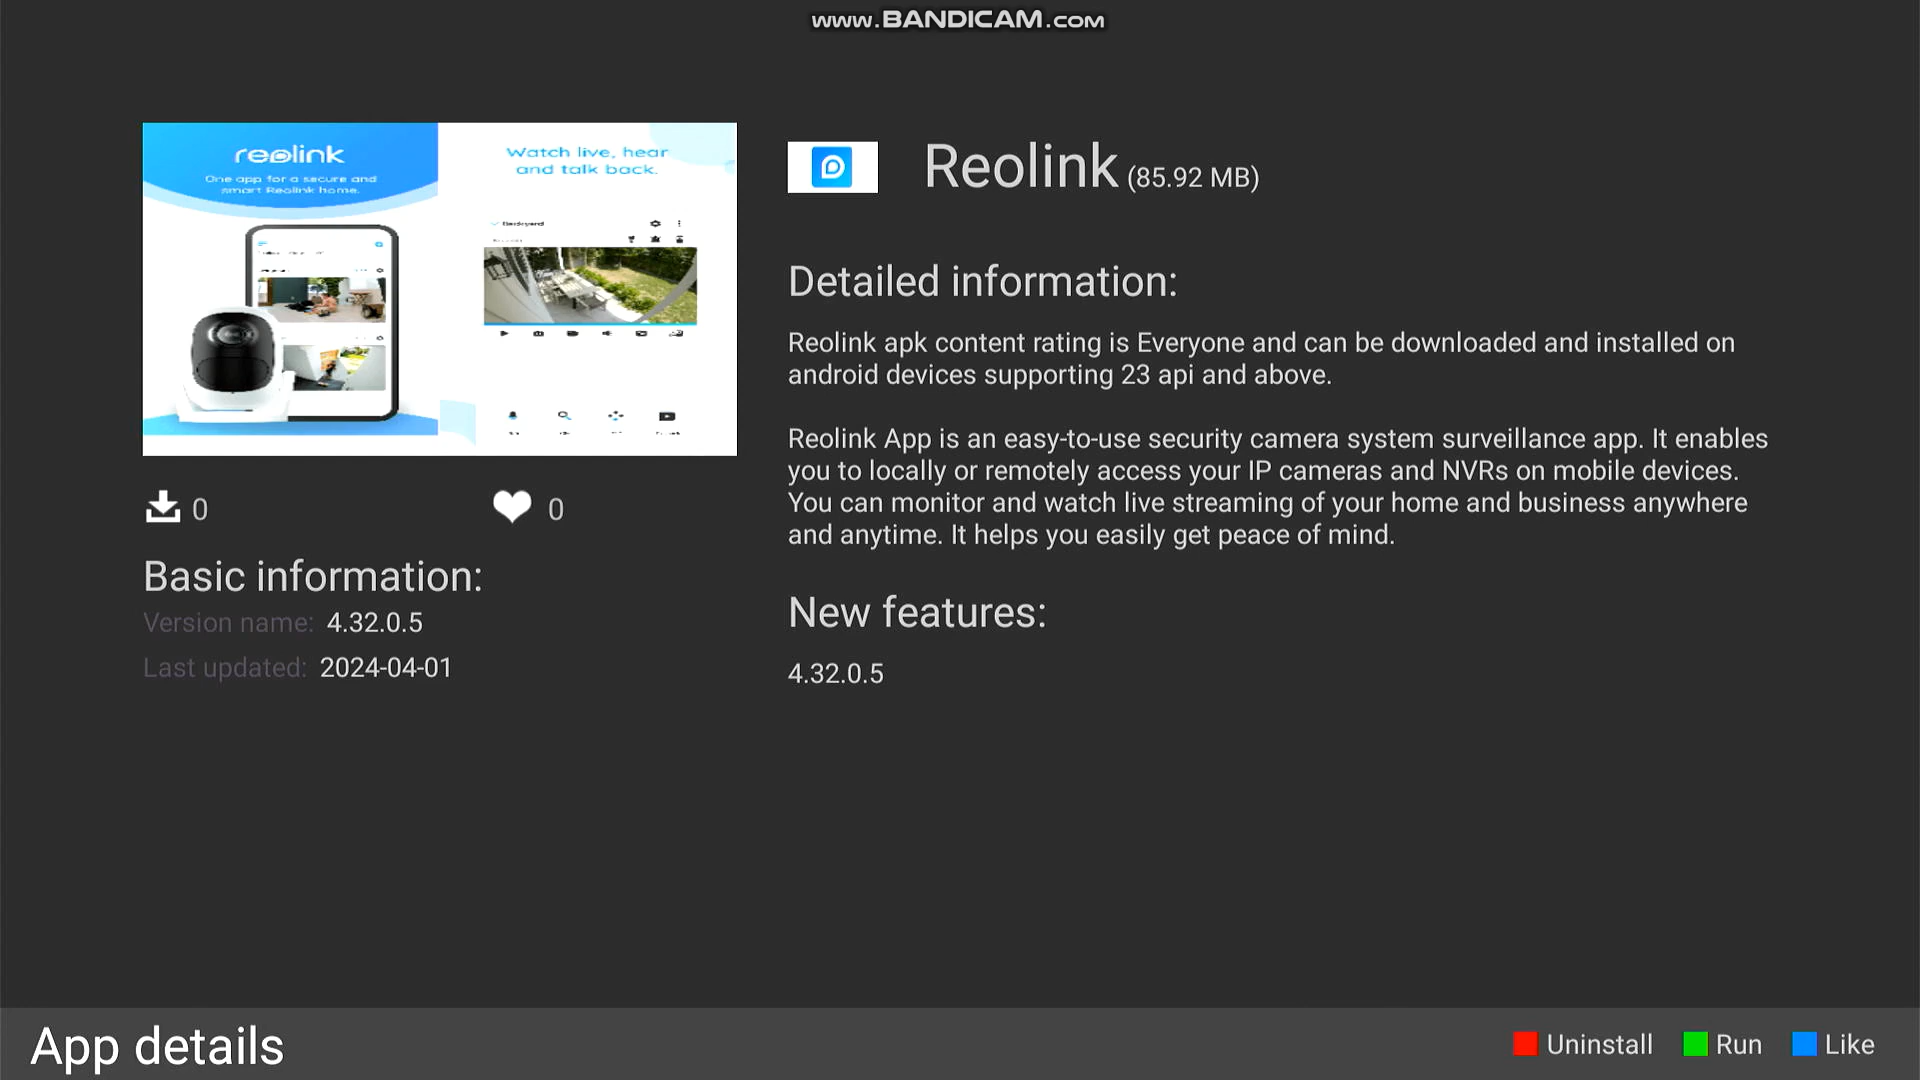 www.BANDICAM.com
reolink
One app for a secure and
smart Reolink home.
Watch live, hear
and talk back.
Backyard
Reolink (85.92 MB)
Detailed information:
Reolink apk content rating is Everyone and can be downloaded and installed on
android devices supporting 23 api and above.
Reolink App is an easy-to-use security camera system surveillance app. It enables
you to locally or remotely access your IP cameras and NVRs on mobile devices.
You can monitor and watch live streaming of your home and business anywhere
and anytime. It helps you easily get peace of mind.
0
0
Basic information:
Version name: 4.32.0.5
Last updated: 2024-04-01
New features:
4.32.0.5
App details
Uninstall
Run
Like